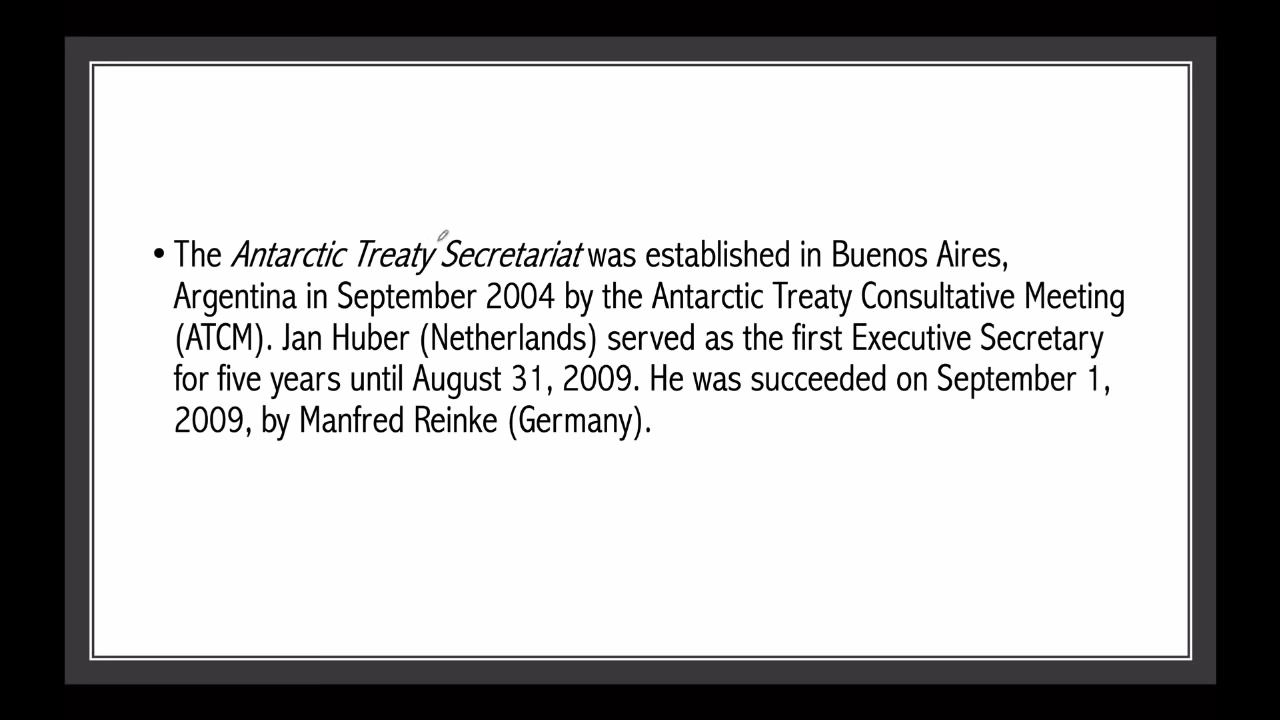 • The Antarctic Treaty Secretariat was established in Buenos Aires,
Argentina in September 2004 by the Antarctic Treaty Consultative Meeting
(ATCM). Jan Huber (Netherlands) served as the first Executive Secretary
for five years until August 31, 2009. He was succeeded on September 1,
2009, by Manfred Reinke (Germany).